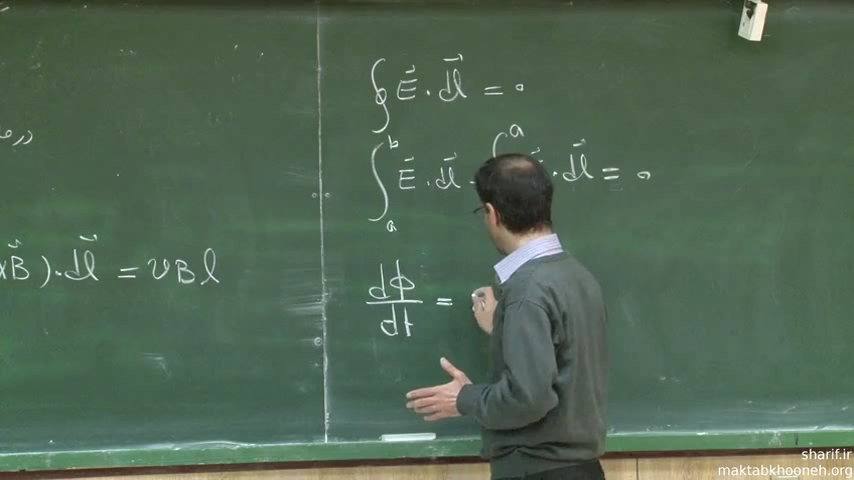 ×B⃗)·dl⃗ = vBl
∮ E⃗ · dl⃗ = 0
∫ₐᵇ E⃗ · dl⃗ ∫ ᵃ · dl⃗ = 0
dϕ/dt =
sharif.ir
maktabkhooneh.org